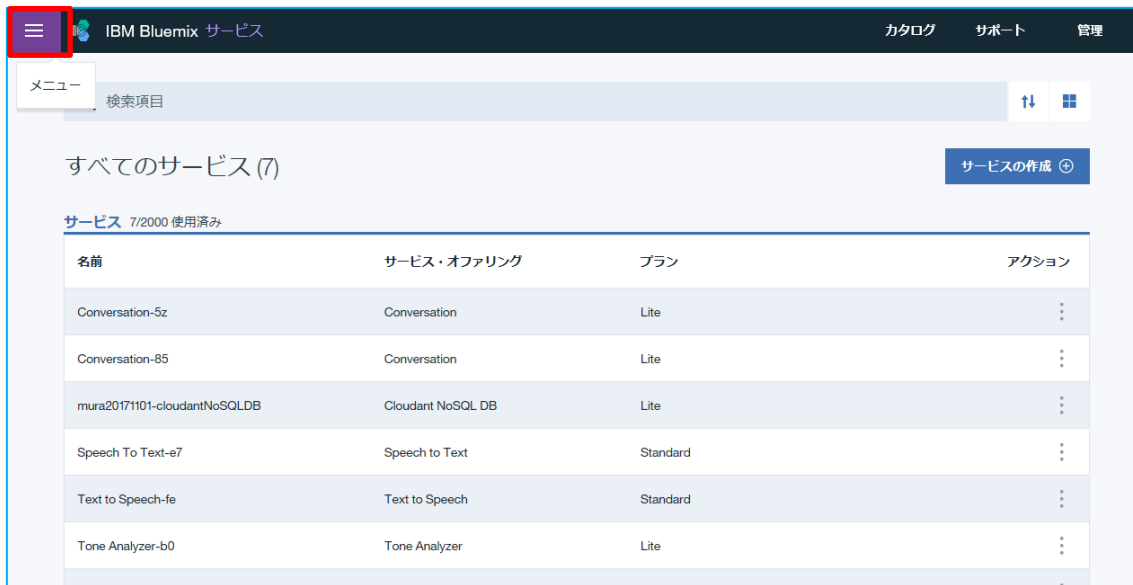 IBM Bluemix サービス カタログ サポート 管理
メニュー
検索項目
すべてのサービス (7) サービスの作成
サービス 7/2000 使用済み
名前 サービス・オファリング プラン アクション
Conversation-5z Conversation Lite
Conversation-85 Conversation Lite
mura20171101-cloudantNoSQLDB Cloudant NoSQL DB Lite
Speech To Text-e7 Speech to Text Standard
Text to Speech-fe Text to Speech Standard
Tone Analyzer-b0 Tone Analyzer Lite